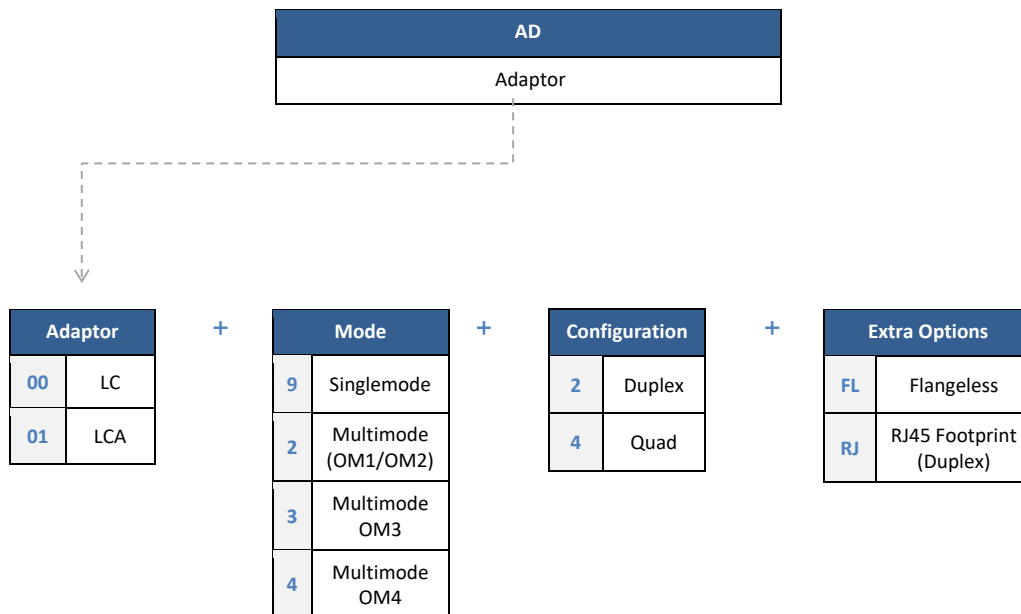 AD
Adaptor
Adaptor
00 LC
01 LCA
+
Mode
9 Singlemode
2 Multimode
(OM1/OM2)
3 Multimode
OM3
4 Multimode
OM4
+
Configuration
2 Duplex
4 Quad
+
Extra Options
FL Flangeless
RJ RJ45 Footprint
(Duplex)